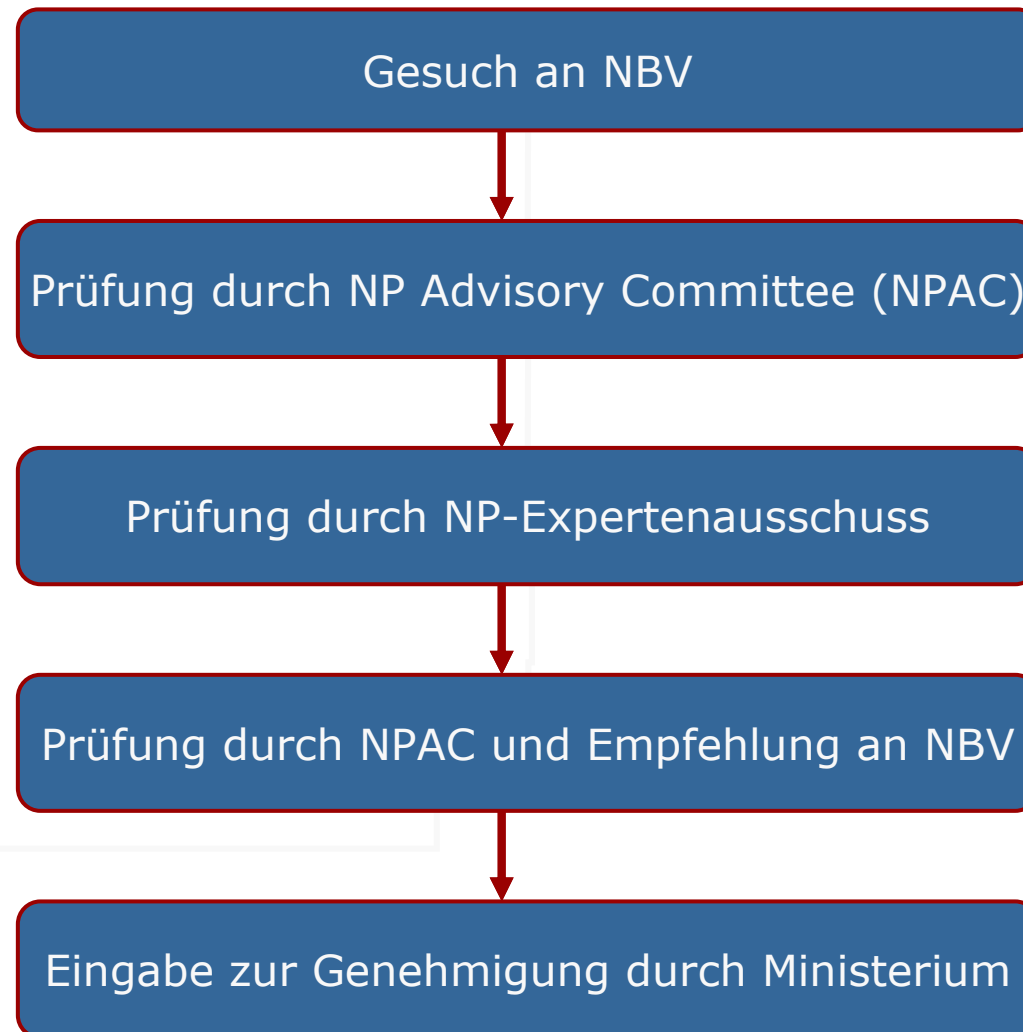 Gesuch an NBV
Prüfung durch NP Advisory Committee (NPAC)
Prüfung durch NP-Expertenausschuss
Prüfung durch NPAC und Empfehlung an NBV
Eingabe zur Genehmigung durch Ministerium